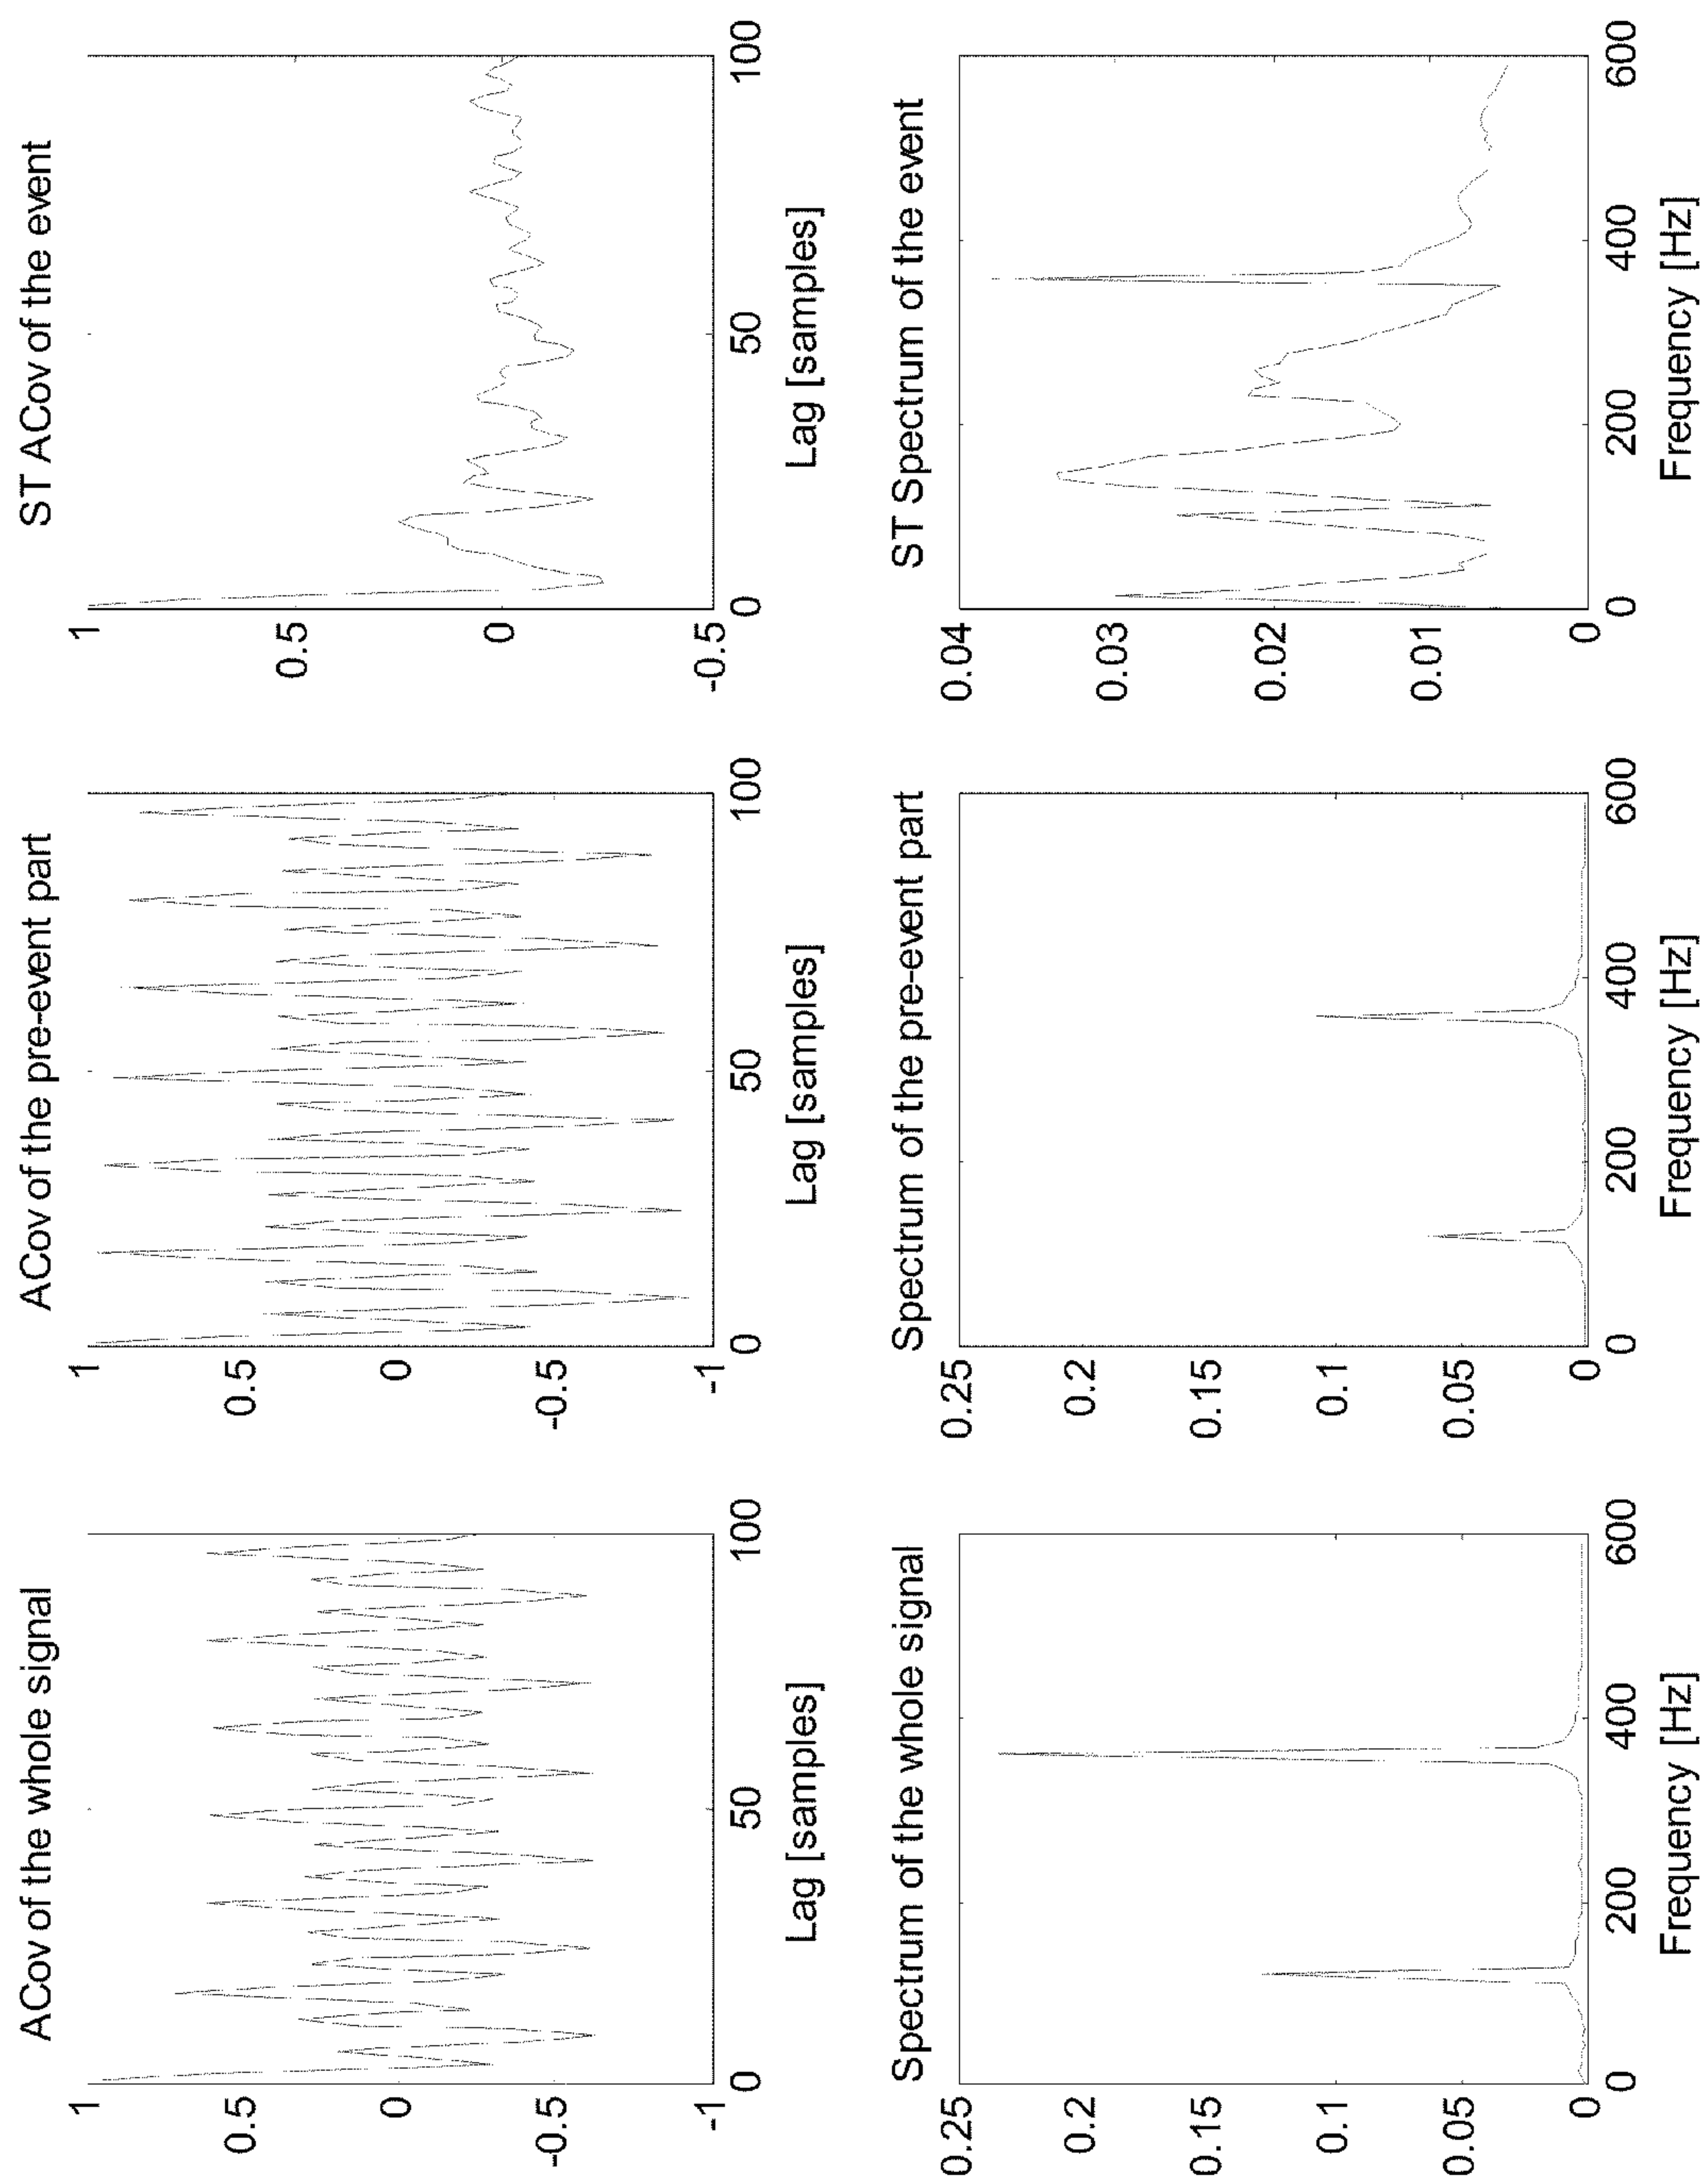 ACov of the whole signal
1
0.5
0
-0.5
-1
0 50 100
Lag [samples]
ACov of the pre-event part
1
0.5
0
-0.5
-1
0 50 100
Lag [samples]
ST ACov of the event
1
0.5
0
-0.5
0 50 100
Lag [samples]
Spectrum of the whole signal
0.25
0.2
0.15
0.1
0.05
0
0 200 400 600
Frequency [Hz]
Spectrum of the pre-event part
0.25
0.2
0.15
0.1
0.05
0
0 200 400 600
Frequency [Hz]
ST Spectrum of the event
0.04
0.03
0.02
0.01
0
0 200 400 600
Frequency [Hz]